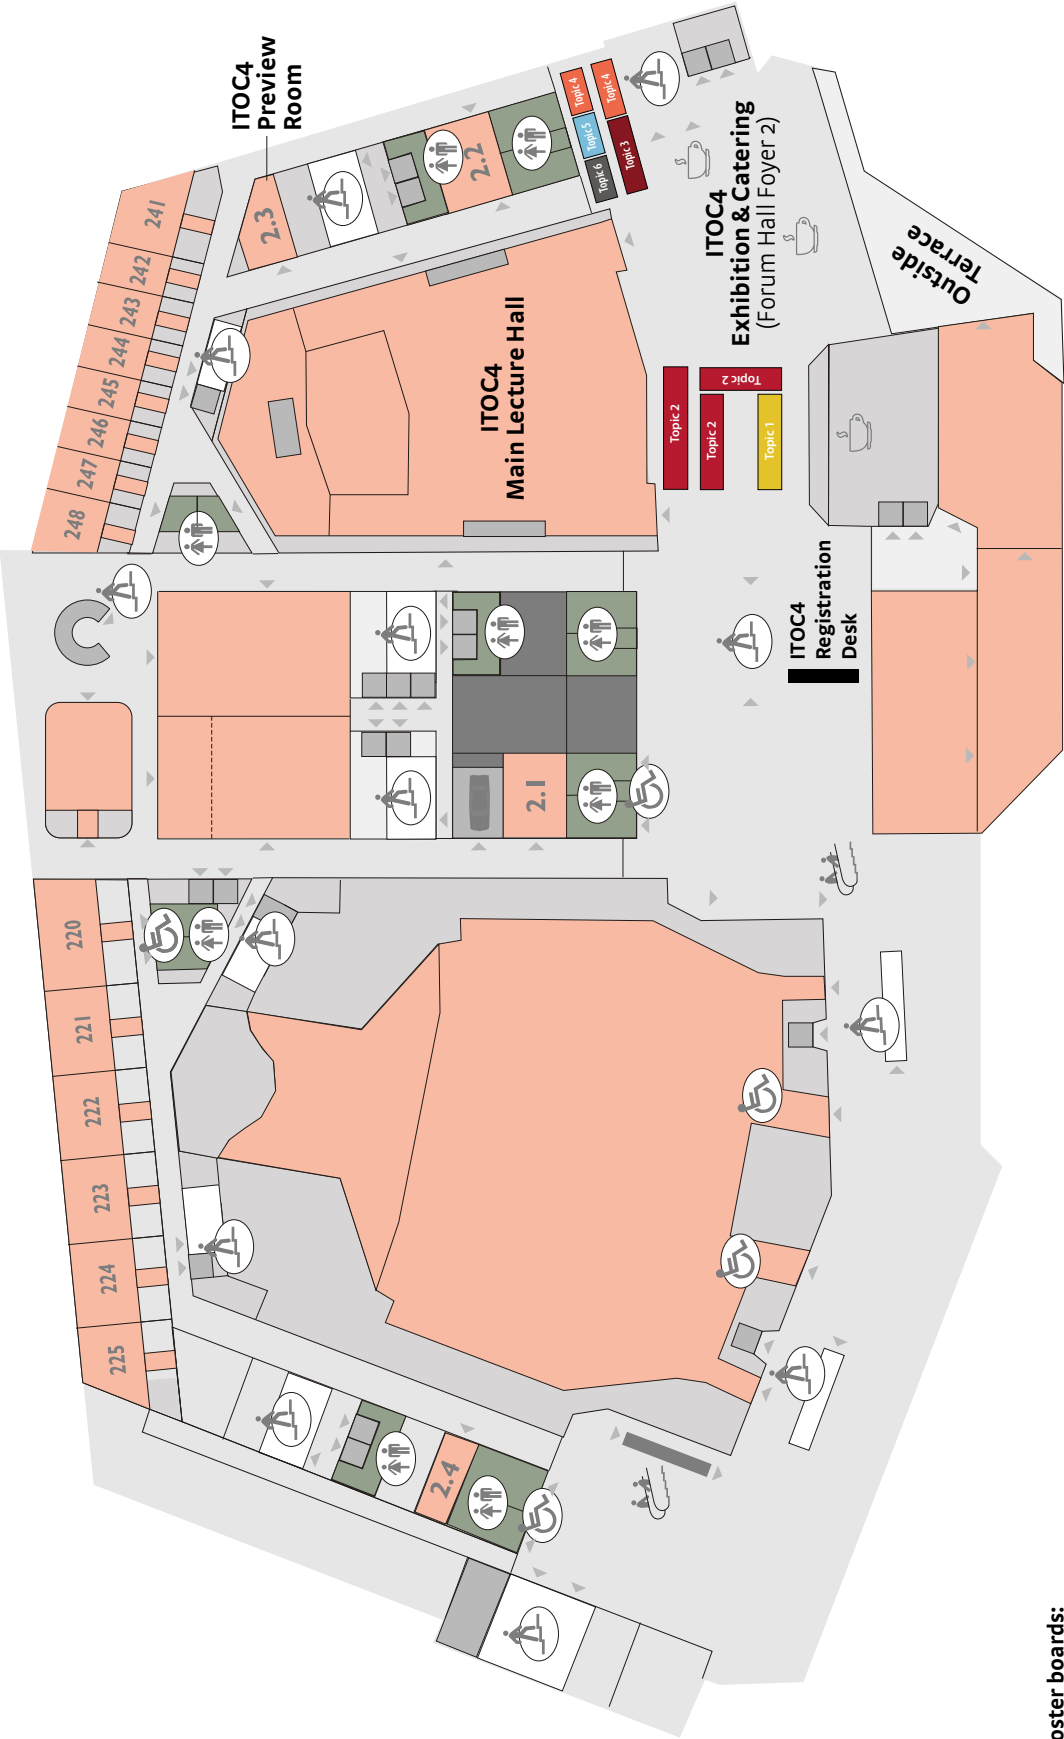 ITOC4
Preview
Room
241
242
243
244
245
246
247
248
2.3
2.2
Topic 4
Topic 4
Topic 5
Topic 3
Topic 6
ITOC4
Exhibition & Catering
(Forum Hall Foyer 2)
Outside
Terrace
ITOC4
Main Lecture Hall
Topic 2
Topic 2
Topic 2
Topic 1
ITOC4
Registration
Desk
2.1
220
221
222
223
224
225
2.4
oster boards: